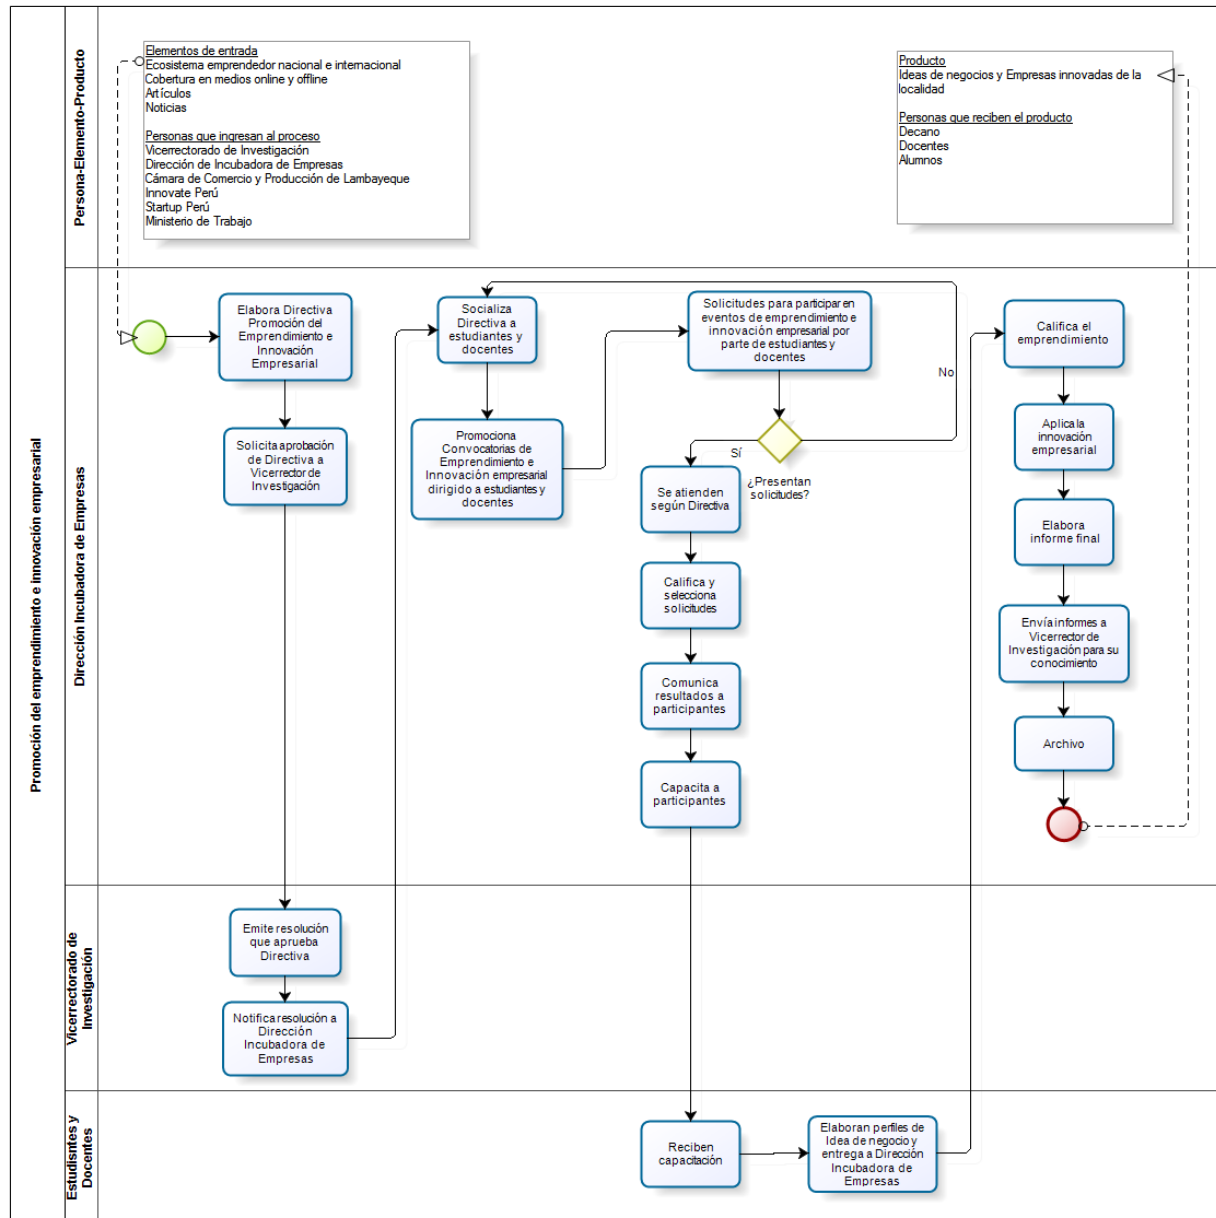 Promoción del emprendimiento e innovación empresarial
Persona-Elemento-Producto
Elementos de entrada
Ecosistema emprendedor nacional e internacional
Cobertura en medios online y offline
Artículos
Noticias
Personas que ingresan al proceso
Vicerrectorado de Investigación
Dirección de Incubadora de Empresas
Cámara de Comercio y Producción de Lambayeque
Innovate Perú
Startup Perú
Ministerio de Trabajo
Producto
Ideas de negocios y Empresas innovadas de la
localidad
Personas que reciben el producto
Decano
Docentes
Alumnos
Dirección Incubadora de Empresas
Elabora Directiva
Promoción del
Emprendimiento e
Innovación
Empresarial
Solicita aprobación
de Directiva a
Vicerrector de
Investigación
Socializa
Directiva a
estudiantes y
docentes
Promociona
Convocatorias de
Emprendimiento e
Innovación empresarial
dirigido a estudiantes y
docentes
Solicitudes para participar en
eventos de emprendimiento e
innovación empresarial por
parte de estudiantes y
docentes
No
Sí
¿Presentan
solicitudes?
Se atienden
según Directiva
Califica y
selecciona
solicitudes
Comunica
resultados a
participantes
Capacita a
participantes
Califica el
emprendimiento
Aplica la
innovación
empresarial
Elabora
informe final
Envía informes a
Vicerrector de
Investigación para su
conocimiento
Archivo
Vicerrectorado de
Investigación
Emite resolución
que aprueba
Directiva
Notifica resolución a
Dirección
Incubadora de
Empresas
Estudismtes y
Docentes
Reciben
capacitación
Elaboran perfiles de
Idea de negocio y
entrega a Dirección
Incubadora de
Empresas